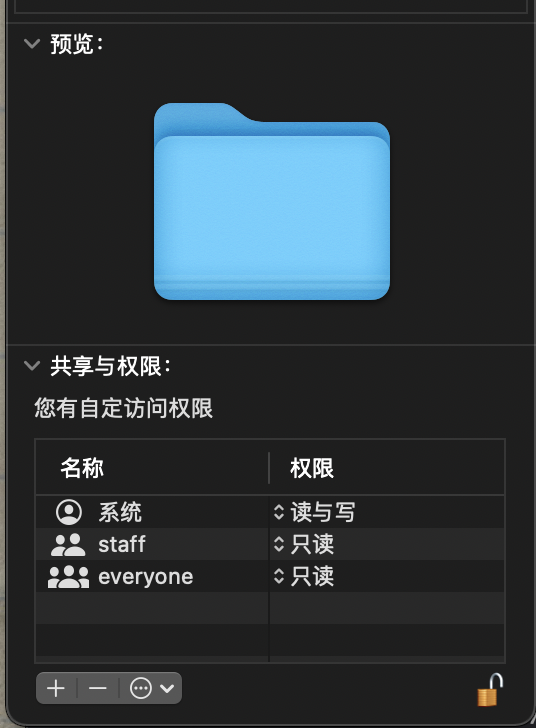 预览：
共享与权限：
您有自定访问权限
名称 权限
系统 读与写
staff 只读
everyone 只读